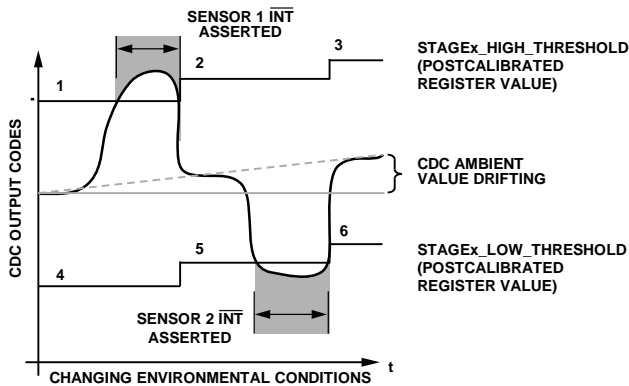 SENSOR 1 INT
ASSERTED
1
2
3
STAGEx_HIGH_THRESHOLD
(POSTCALIBRATED
REGISTER VALUE)
CDC OUTPUT CODES
CDC AMBIENT
VALUE DRIFTING
4
5
6
STAGEx_LOW_THRESHOLD
(POSTCALIBRATED
REGISTER VALUE)
SENSOR 2 INT
ASSERTED
t
CHANGING ENVIRONMENTAL CONDITIONS